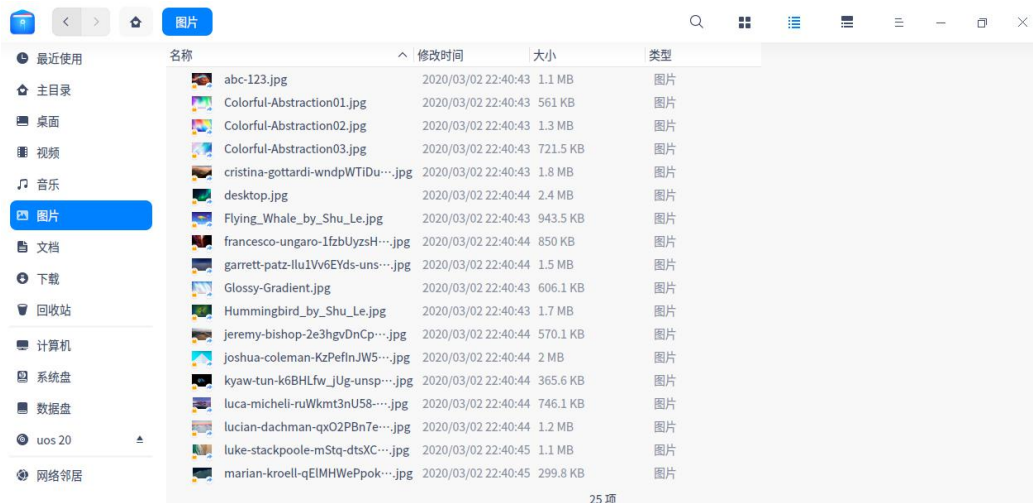 图片
最近使用
主目录
桌面
视频
音乐
图片
文档
下载
回收站
计算机
系统盘
数据盘
uos 20
网络邻居
名称 修改时间 大小 类型
abc-123.jpg 2020/03/02 22:40:43 1.1 MB 图片
Colorful-Abstraction01.jpg 2020/03/02 22:40:43 561 KB 图片
Colorful-Abstraction02.jpg 2020/03/02 22:40:43 1.3 MB 图片
Colorful-Abstraction03.jpg 2020/03/02 22:40:43 721.5 KB 图片
cristina-gottardi-wndpWTiDu···.jpg 2020/03/02 22:40:43 1.8 MB 图片
desktop.jpg 2020/03/02 22:40:44 2.4 MB 图片
Flying_Whale_by_Shu_Le.jpg 2020/03/02 22:40:43 943.5 KB 图片
francesco-ungaro-1fzbUyzsH···.jpg 2020/03/02 22:40:44 850 KB 图片
garrett-patz-Ilu1Vv6EYds-uns···.jpg 2020/03/02 22:40:44 1.5 MB 图片
Glossy-Gradient.jpg 2020/03/02 22:40:43 606.1 KB 图片
Hummingbird_by_Shu_Le.jpg 2020/03/02 22:40:43 1.7 MB 图片
jeremy-bishop-2e3hgvDnCp···.jpg 2020/03/02 22:40:44 570.1 KB 图片
joshua-coleman-KzPefInJW5···.jpg 2020/03/02 22:40:44 2 MB 图片
kyaw-tun-k6BHLfw_jUg-unsp···.jpg 2020/03/02 22:40:44 365.6 KB 图片
luca-micheli-ruWkmt3nU58-···.jpg 2020/03/02 22:40:44 746.1 KB 图片
lucian-dachman-qxO2PBn7e···.jpg 2020/03/02 22:40:44 1.2 MB 图片
luke-stackpoole-mStq-dtsXC···.jpg 2020/03/02 22:40:45 1.1 MB 图片
marian-kroell-qElMHWePpok···.jpg 2020/03/02 22:40:45 299.8 KB 图片
25 项